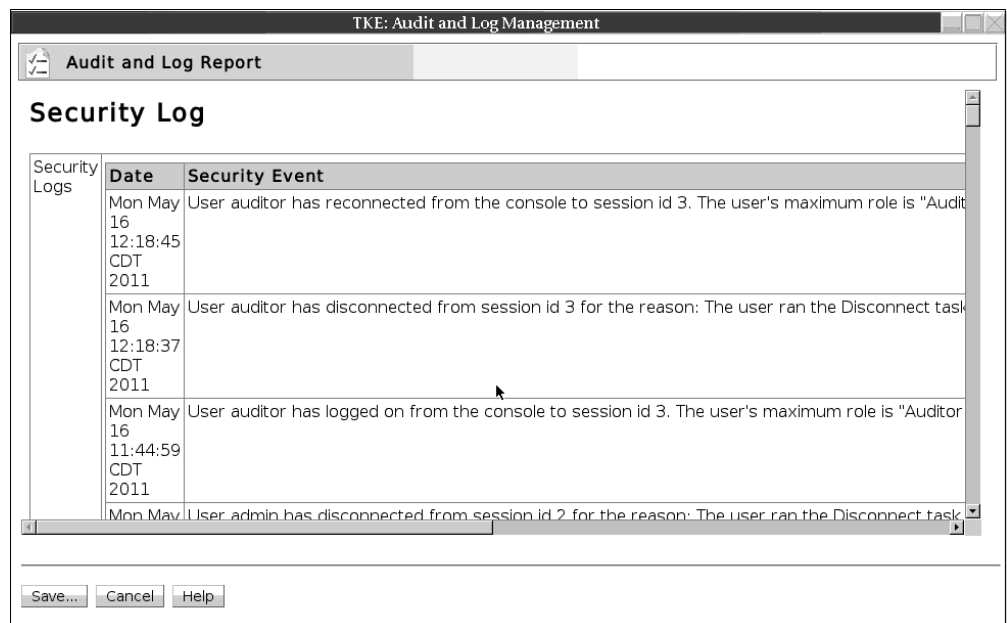 TKE: Audit and Log Management
Audit and Log Report
Security Log
Security
Logs
Date
Security Event
Mon May
16
12:18:45
CDT
2011
User auditor has reconnected from the console to session id 3. The user's maximum role is "Audit
Mon May
16
12:18:37
CDT
2011
User auditor has disconnected from session id 3 for the reason: The user ran the Disconnect task
Mon May
16
11:44:59
CDT
2011
User auditor has logged on from the console to session id 3. The user's maximum role is "Auditor
Mon May
User admin has disconnected from session id 2 for the reason: The user ran the Disconnect task
Save...
Cancel
Help